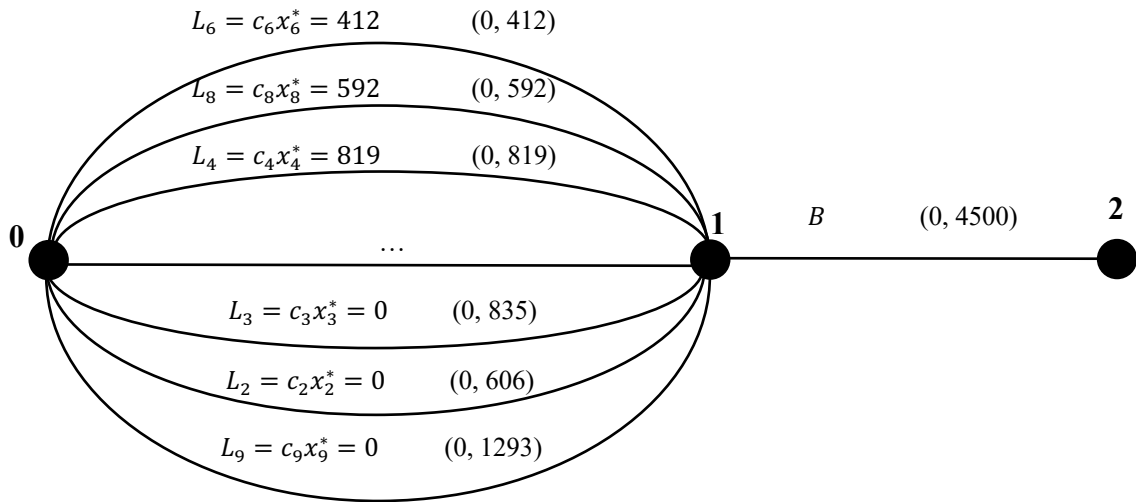 L₆ = c₆x₆* = 412 (0, 412)
L₈ = c₈x₈* = 592 (0, 592)
L₄ = c₄x₄* = 819 (0, 819)
0
1
B (0, 4500)
2
…
L₃ = c₃x₃* = 0 (0, 835)
L₂ = c₂x₂* = 0 (0, 606)
L₉ = c₉x₉* = 0 (0, 1293)